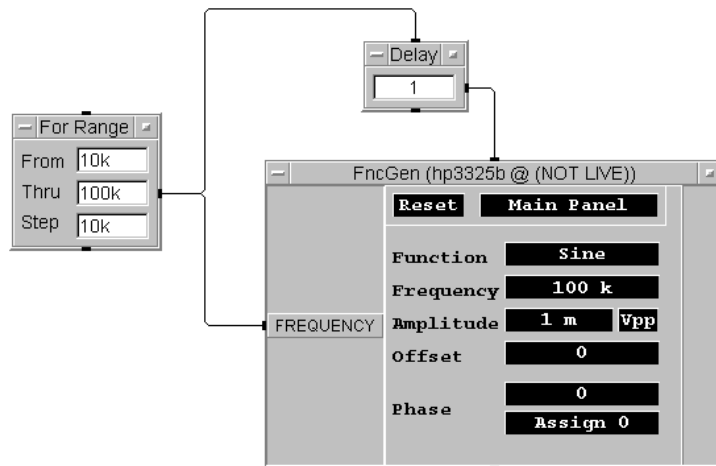 Delay
1
For Range
From 10k
Thru 100k
Step 10k
FncGen (hp3325b @ (NOT LIVE))
Reset Main Panel
Function Sine
Frequency 100 k
FREQUENCY
Amplitude 1 m Vpp
Offset 0
Phase 0
Assign 0